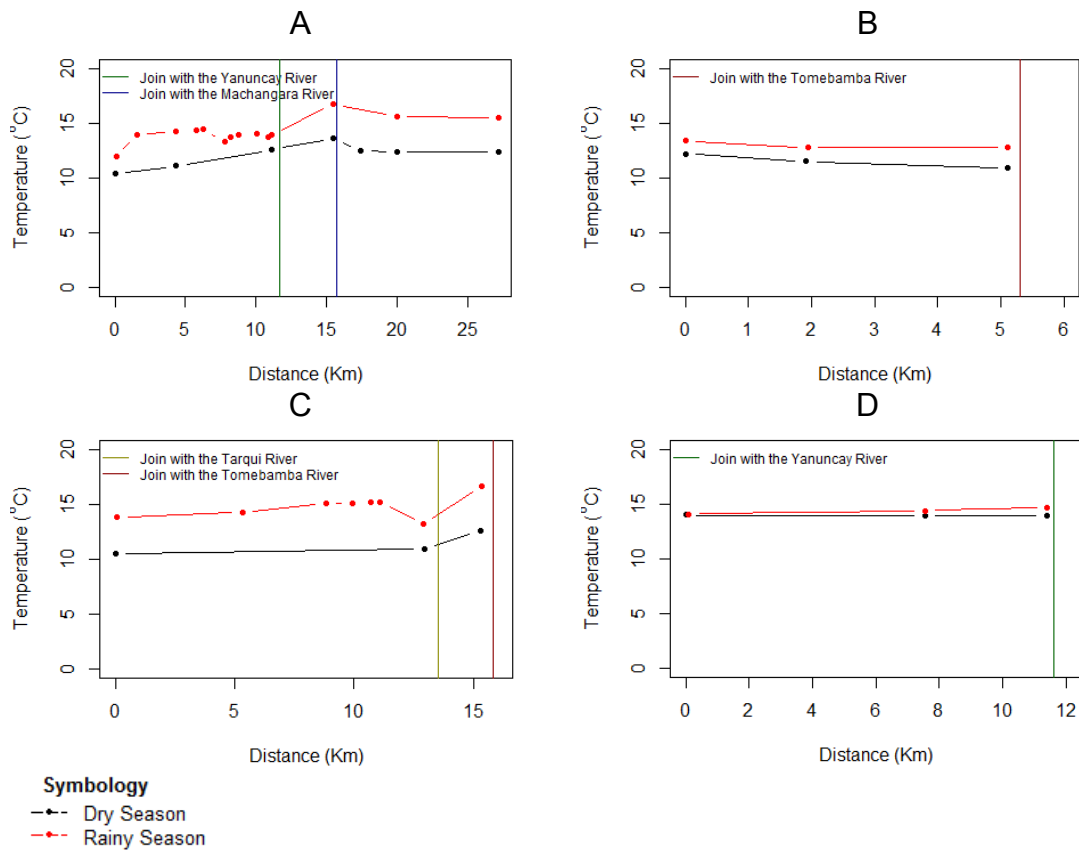 A
Join with the Yanuncay River
Join with the Machangara River
Temperature (°C)
0
5
10
15
20
0
5
10
15
20
25
Distance (Km)
B
Join with the Tomebamba River
Temperature (°C)
0
5
10
15
20
0
1
2
3
4
5
6
Distance (Km)
C
Join with the Tarqui River
Join with the Tomebamba River
Temperature (°C)
0
5
10
15
20
0
5
10
15
Distance (Km)
D
Join with the Yanuncay River
Temperature (°C)
0
5
10
15
20
0
2
4
6
8
10
12
Distance (Km)
Symbology
Dry Season
Rainy Season